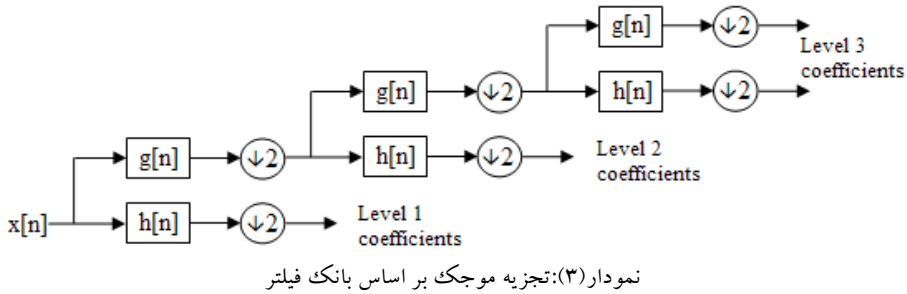 g[n] ↓2
Level 3
coefficients
g[n] ↓2 h[n] ↓2
g[n] ↓2 h[n] ↓2
Level 2
coefficients
x[n] h[n] ↓2
Level 1
coefficients
نمودار(۳):تجزیه موجک بر اساس بانک فیلتر